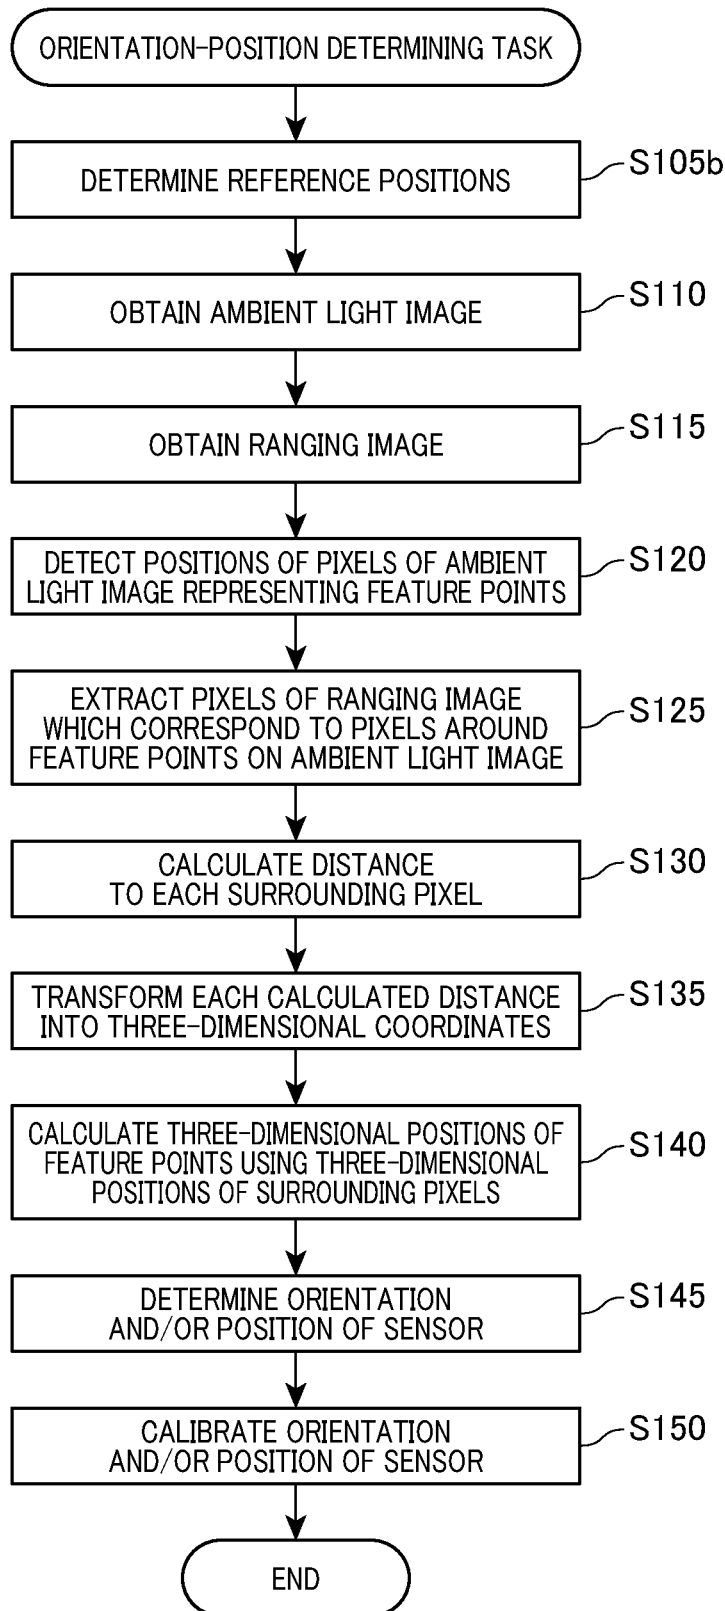 ORIENTATION-POSITION DETERMINING TASK
DETERMINE REFERENCE POSITIONS
S105b
OBTAIN AMBIENT LIGHT IMAGE
S110
OBTAIN RANGING IMAGE
S115
DETECT POSITIONS OF PIXELS OF AMBIENT
LIGHT IMAGE REPRESENTING FEATURE POINTS
S120
EXTRACT PIXELS OF RANGING IMAGE
WHICH CORRESPOND TO PIXELS AROUND
FEATURE POINTS ON AMBIENT LIGHT IMAGE
S125
CALCULATE DISTANCE
TO EACH SURROUNDING PIXEL
S130
TRANSFORM EACH CALCULATED DISTANCE
INTO THREE-DIMENSIONAL COORDINATES
S135
CALCULATE THREE-DIMENSIONAL POSITIONS OF
FEATURE POINTS USING THREE-DIMENSIONAL
POSITIONS OF SURROUNDING PIXELS
S140
DETERMINE ORIENTATION
AND/OR POSITION OF SENSOR
S145
CALIBRATE ORIENTATION
AND/OR POSITION OF SENSOR
S150
END